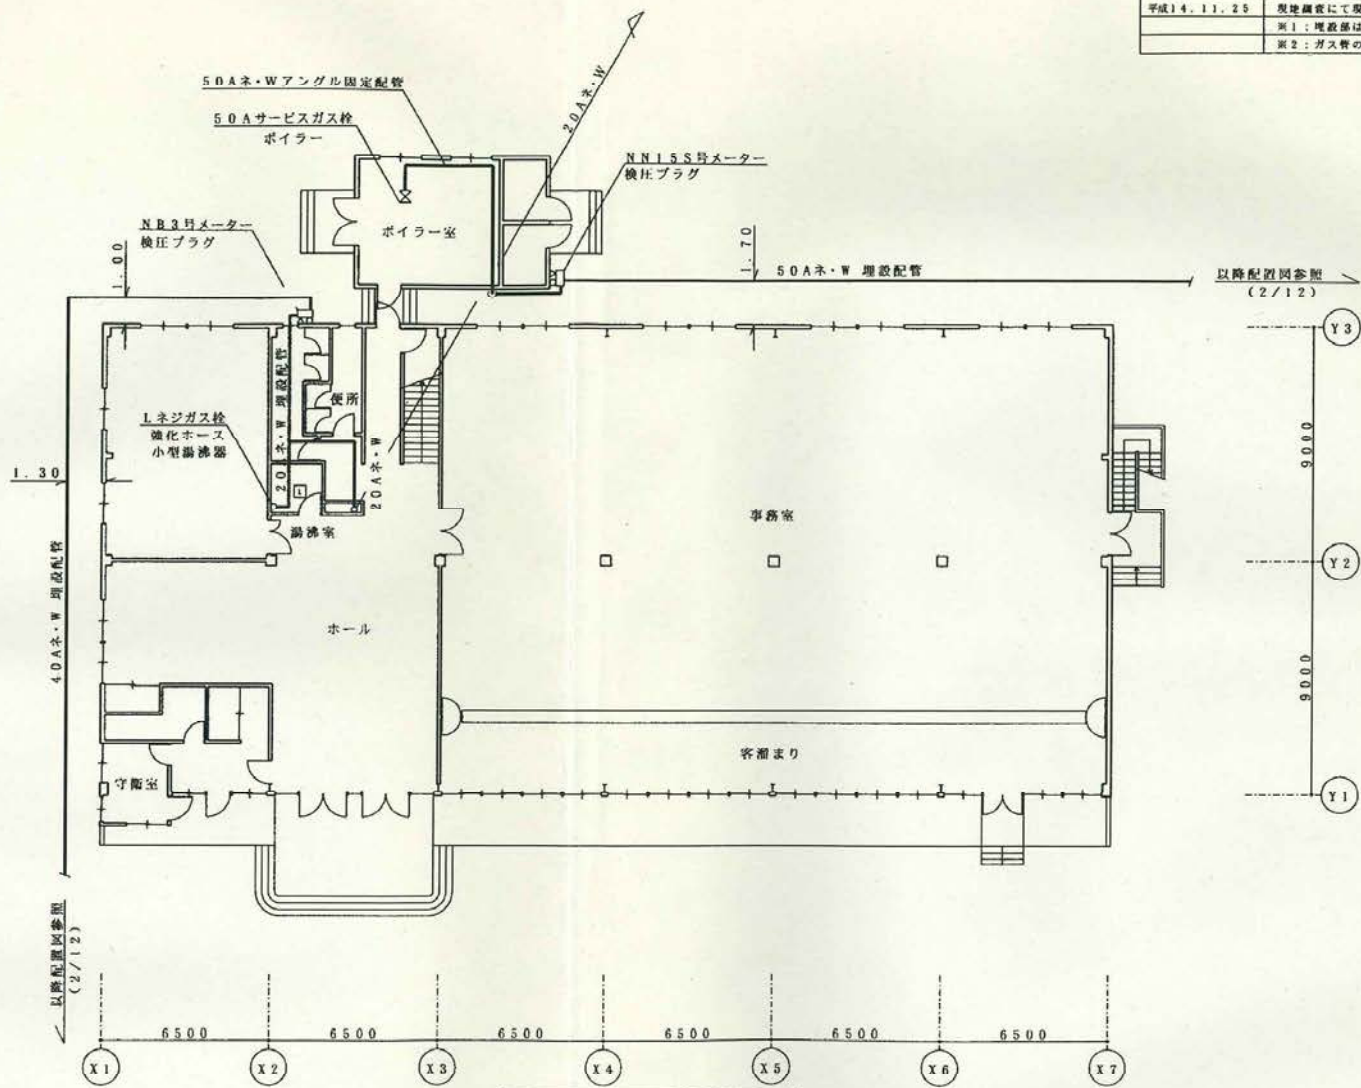 平成14.11.25 現地調査にて現
※1:埋設部は
※2:ガス管の
50Aネ・Wアングル固定配管
50Aサービスガス栓
ボイラー
20Aネ・W
NN15S号メーター
検圧プラグ
NB3号メーター
検圧プラグ
1.00
ボイラー室
1.70
50Aネ・W 埋設配管
以降配置図参照
(2/12)
Y3
20ネ・W 埋設配管
便所
Lネジガス栓
強化ホース
小型湯沸器
20Aネ・W
1.30
9000
湯沸室
事務室
40Aネ・W 埋設配管
Y2
ホール
9000
客溜まり
守衛室
Y1
以降配置図参照
(2/12)
6500 6500 6500 6500 6500 6500
X1 X2 X3 X4 X5 X6 X7